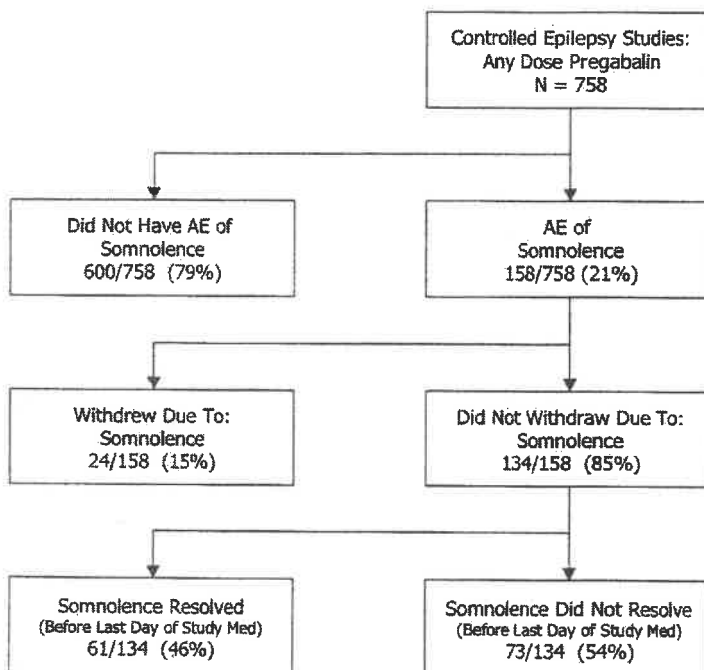 Controlled Epilepsy Studies:
Any Dose Pregabalin
N = 758
Did Not Have AE of
Somnolence
600/758 (79%)
AE of
Somnolence
158/758 (21%)
Withdrew Due To:
Somnolence
24/158 (15%)
Did Not Withdraw Due To:
Somnolence
134/158 (85%)
Somnolence Resolved
(Before Last Day of Study Med)
61/134 (46%)
Somnolence Did Not Resolve
(Before Last Day of Study Med)
73/134 (54%)